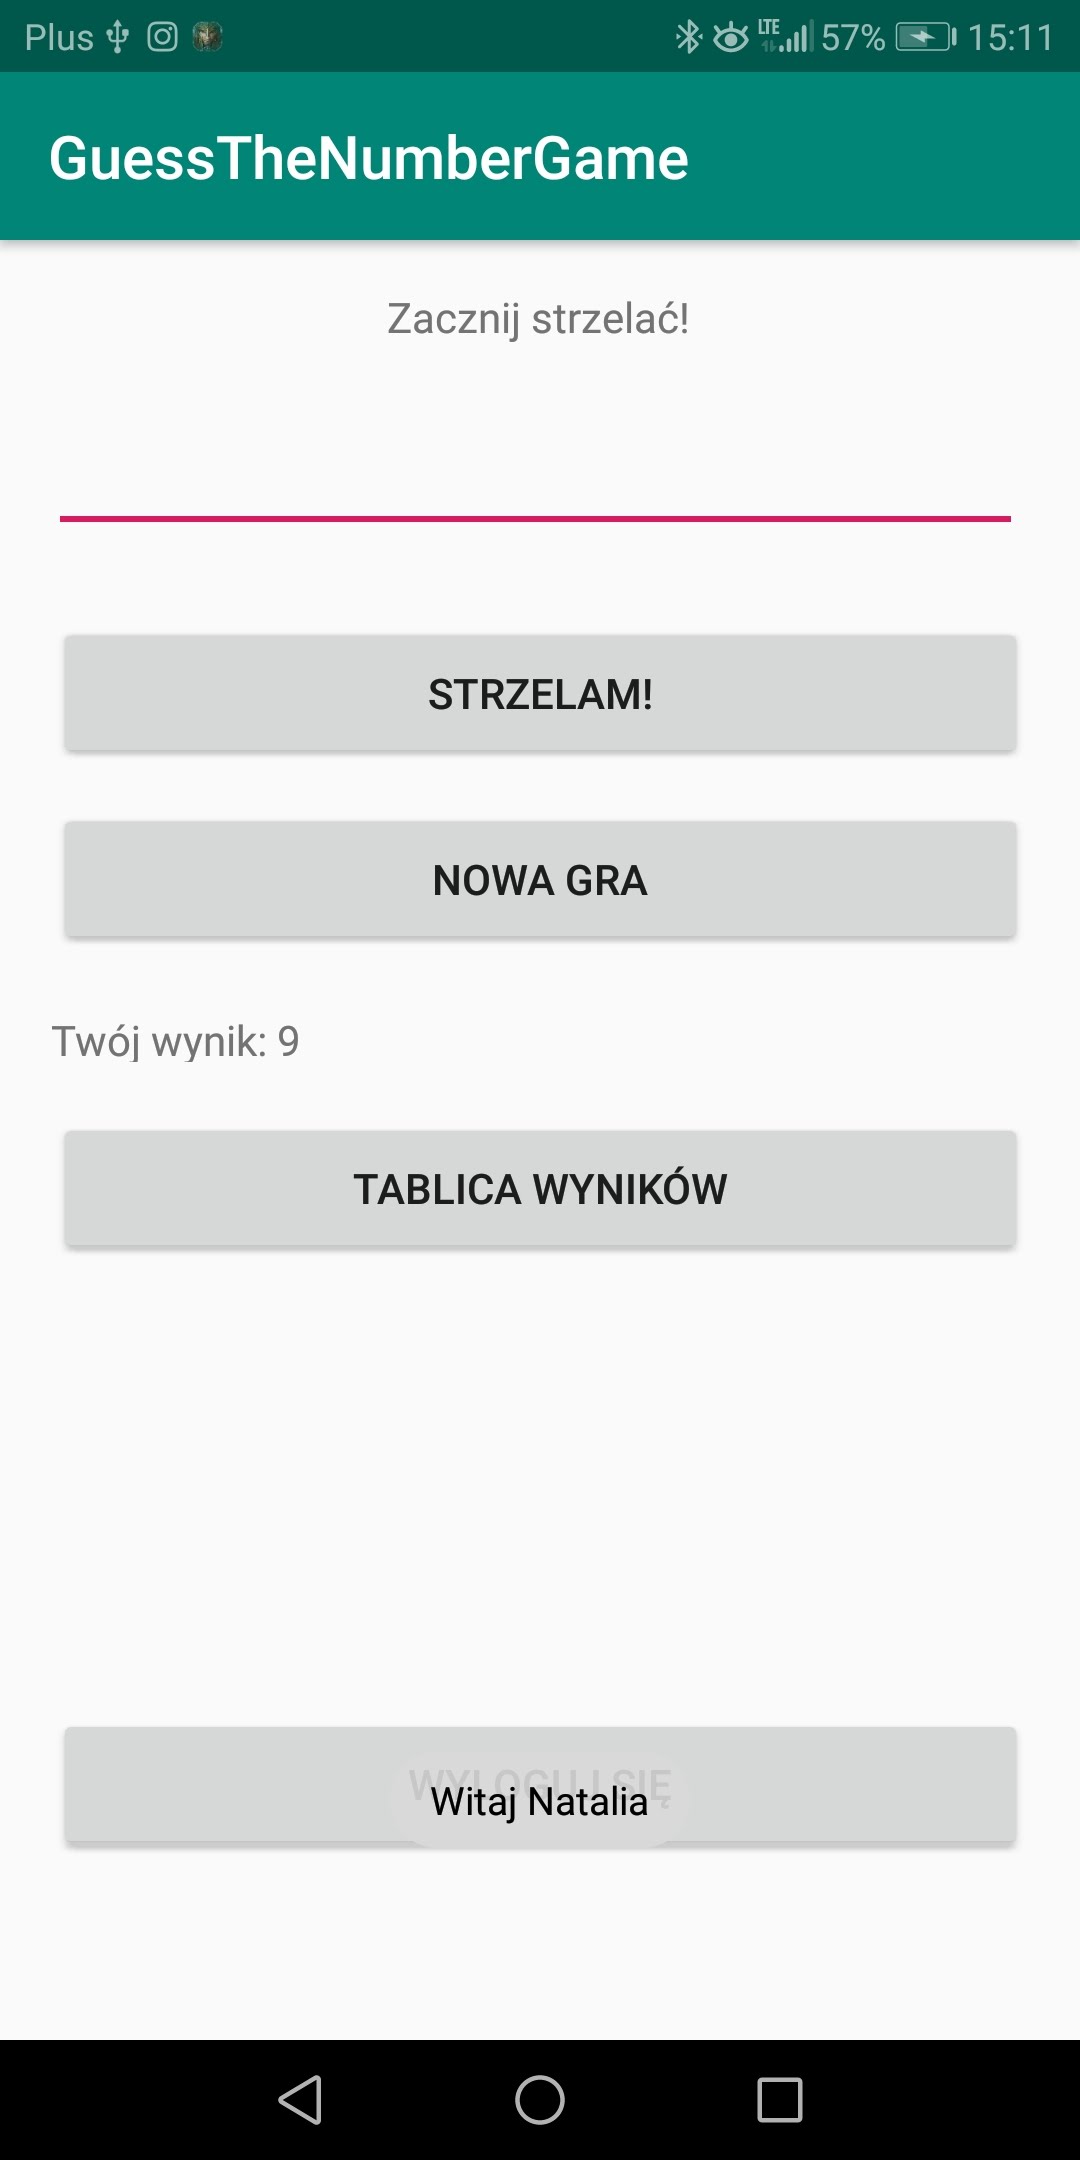 Plus LTE 57% 15:11
GuessTheNumberGame
Zacznij strzelać!
STRZELAM!
NOWA GRA
Twój wynik: 9
TABLICA WYNIKÓW
WYLOGUJ SIĘ
Witaj Natalia